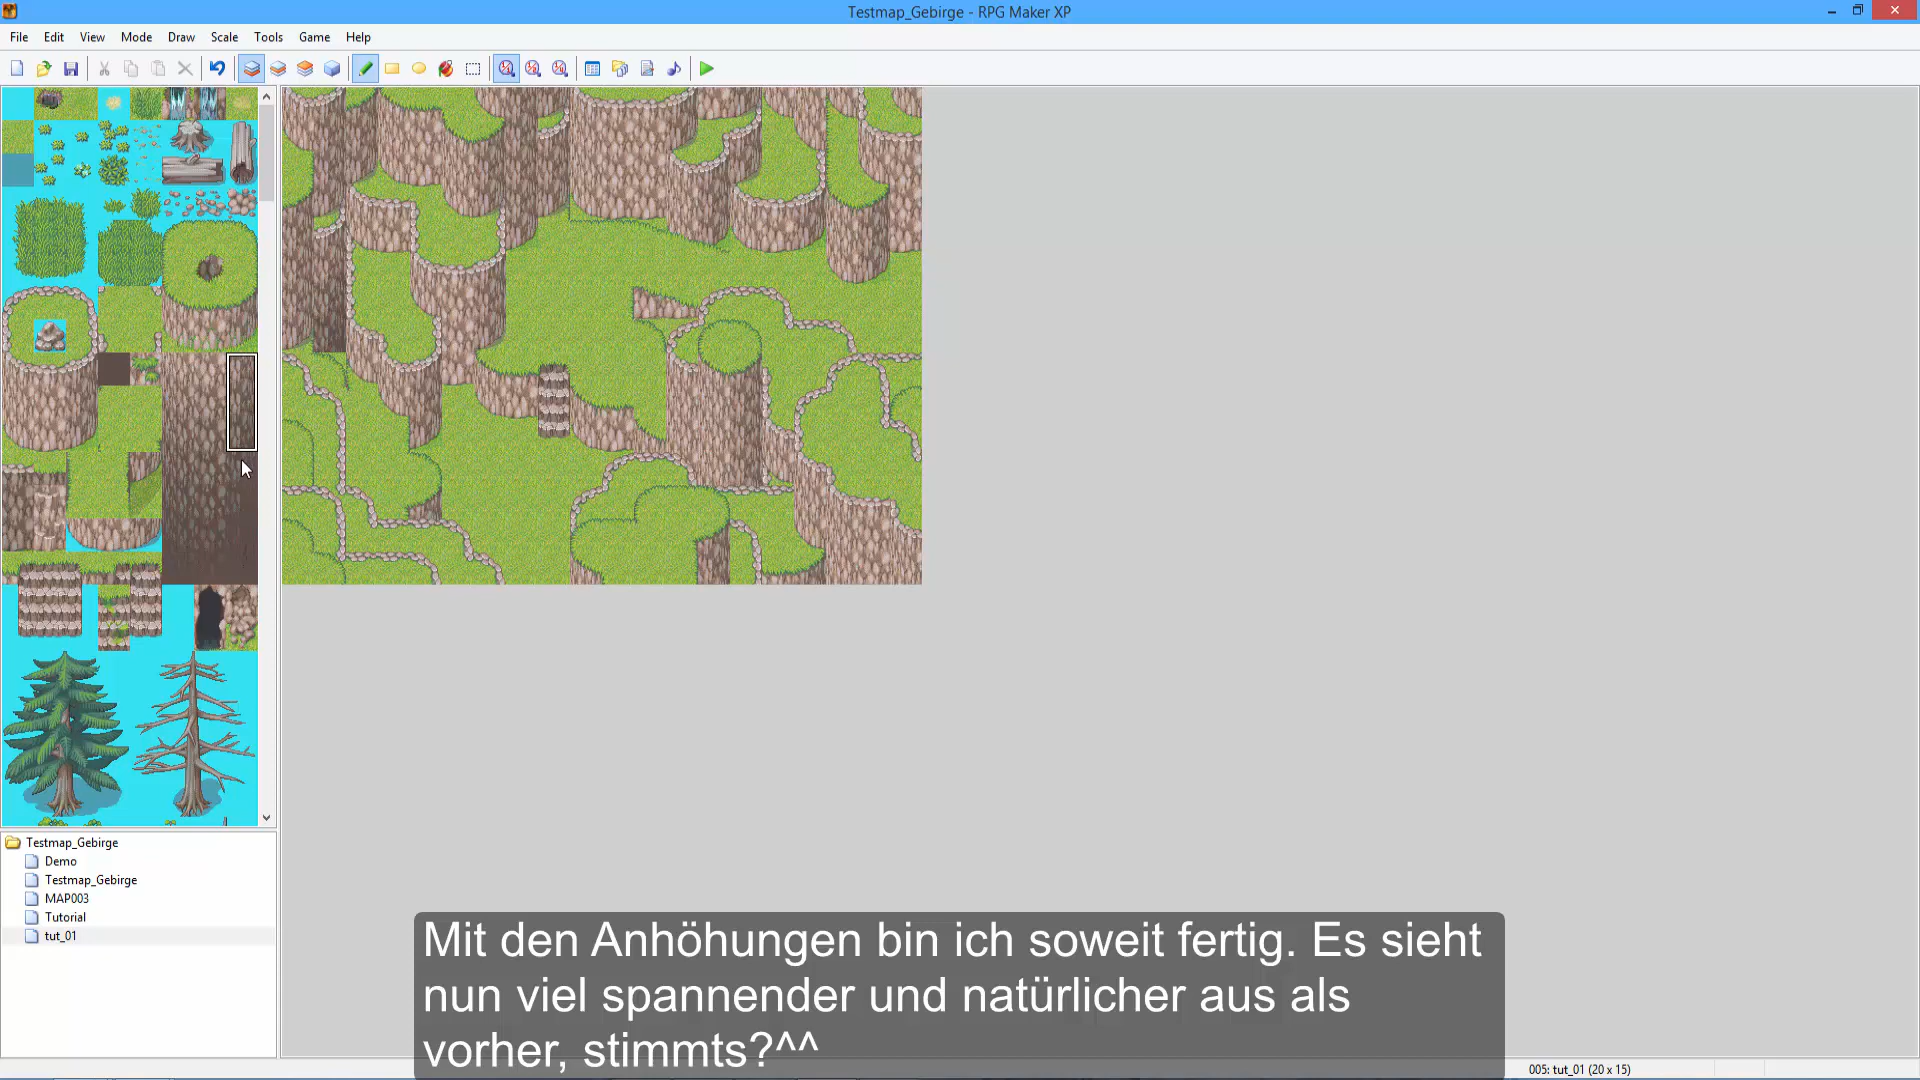 Testmap_Gebirge - RPG Maker XP
File Edit View Mode Draw Scale Tools Game Help
Testmap_Gebirge
Demo
Testmap_Gebirge
MAP003
Tutorial
tut_01
Mit den Anhöhungen bin ich soweit fertig. Es sieht
nun viel spannender und natürlicher aus als
vorher, stimmts?^^
005: tut_01 (20 x 15)